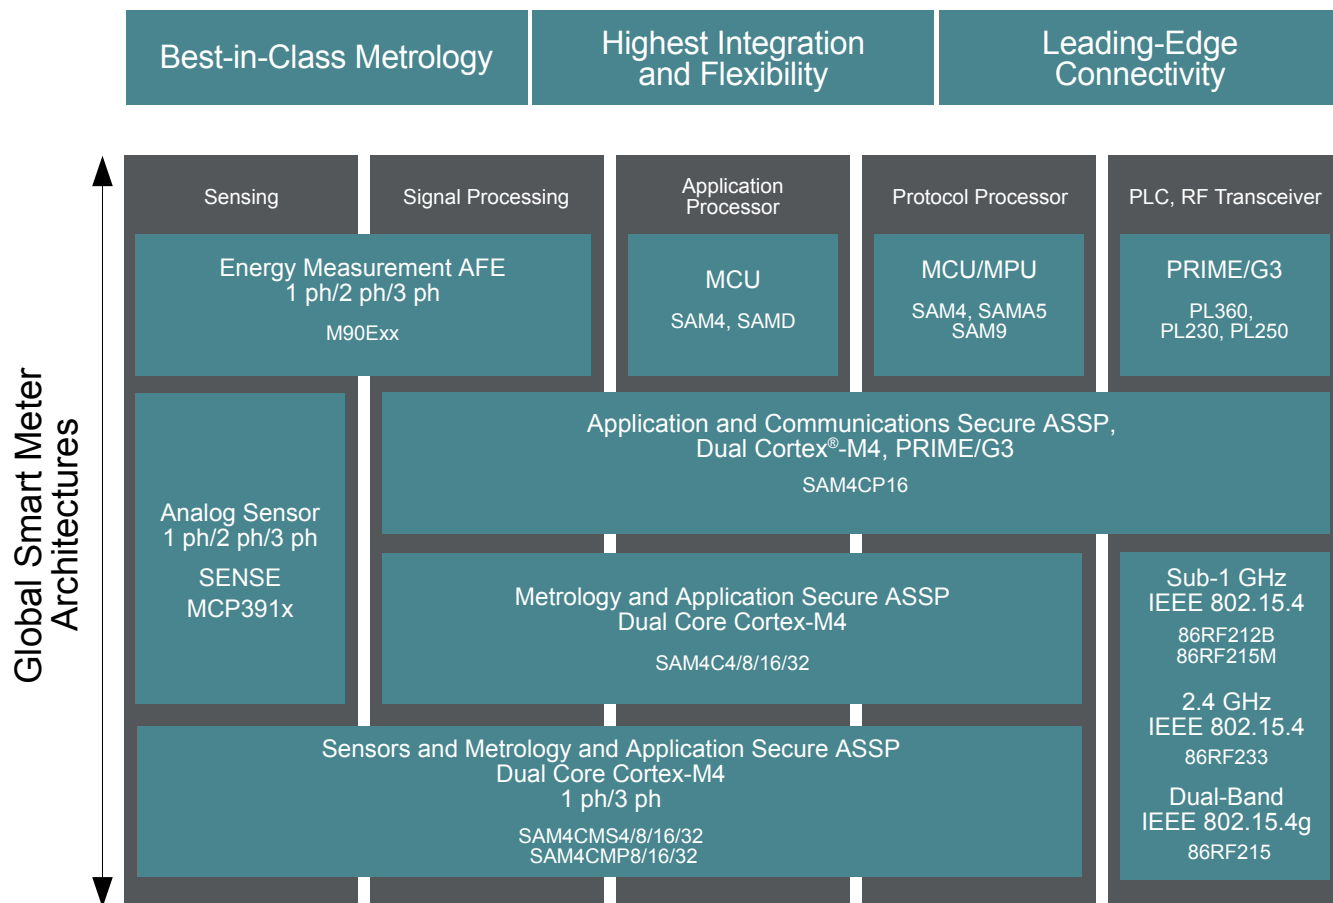 Best-in-Class Metrology
Highest Integration
and Flexibility
Leading-Edge
Connectivity
Global Smart Meter
Architectures
Sensing
Signal Processing
Application
Processor
Protocol Processor
PLC, RF Transceiver
Energy Measurement AFE
1 ph/2 ph/3 ph
M90Exx
MCU
SAM4, SAMD
MCU/MPU
SAM4, SAMA5
SAM9
PRIME/G3
PL360,
PL230, PL250
Analog Sensor
1 ph/2 ph/3 ph
SENSE
MCP391x
Application and Communications Secure ASSP,
Dual Cortex®-M4, PRIME/G3
SAM4CP16
Metrology and Application Secure ASSP
Dual Core Cortex-M4
SAM4C4/8/16/32
Sub-1 GHz
IEEE 802.15.4
86RF212B
86RF215M
2.4 GHz
IEEE 802.15.4
86RF233
Dual-Band
IEEE 802.15.4g
86RF215
Sensors and Metrology and Application Secure ASSP
Dual Core Cortex-M4
1 ph/3 ph
SAM4CMS4/8/16/32
SAM4CMP8/16/32